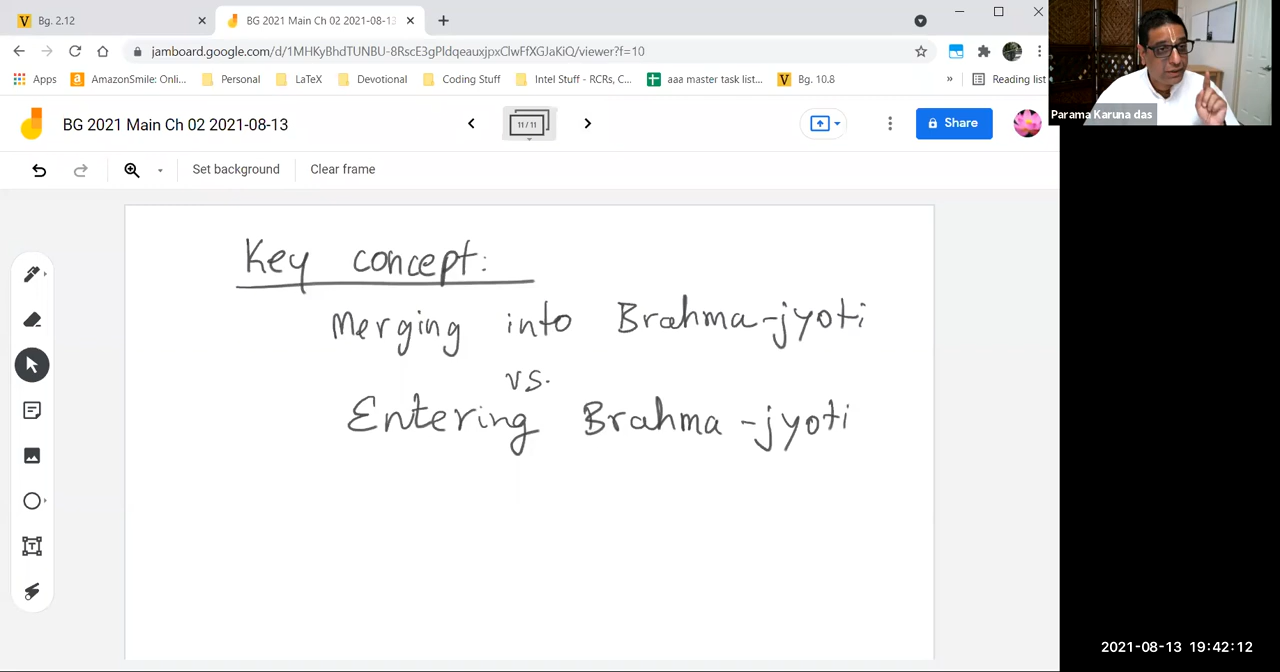 Bg. 2.12
BG 2021 Main Ch 02 2021-08-13
jamboard.google.com/d/1MHKyBhdTUNBU-8RscE3gPldqeauxjpxClwFfXGJaKiQ/viewer?f=10
Apps
AmazonSmile: Onli...
Personal
LaTeX
Devotional
Coding Stuff
Intel Stuff - RCRs, C...
aaa master task list...
Bg. 10.8
»
Reading list
Parama Karuna das
BG 2021 Main Ch 02 2021-08-13
11/11
Share
Set background
Clear frame
Key concept:
Merging into Brahma-jyoti
vs.
Entering Brahma-jyoti
2021-08-13 19:42:12